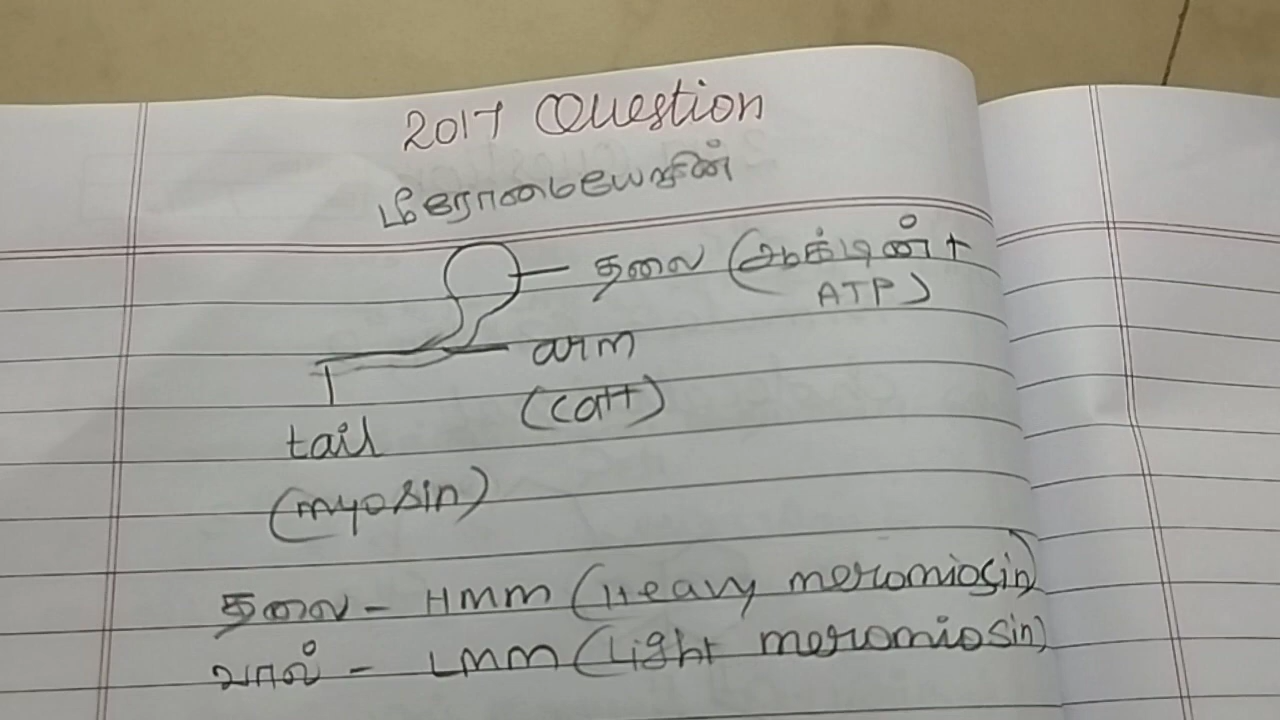 2017 Question
மீரோமையோசின்
தலை (ஆக்டின் +
ATP)
arm
(Ca++)
tail
(myosin)
தலை - HMM (Heavy meromiosin)
வால் - LMM (Light meromiosin)